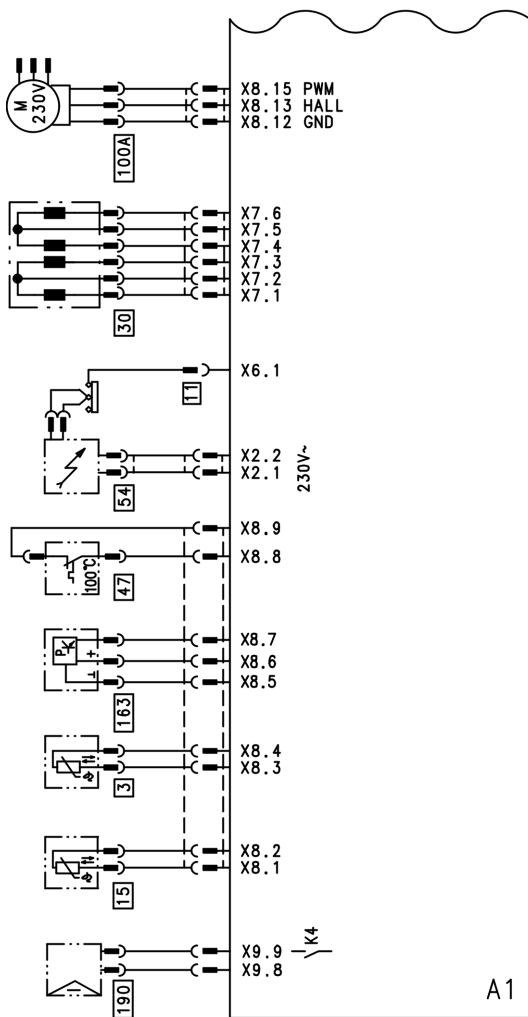 M
230V
X8.15 PWM
X8.13 HALL
X8.12 GND
100A
X7.6
X7.5
X7.4
X7.3
X7.2
X7.1
30
X6.1
11
X2.2
X2.1
230V~
54
X8.9
X8.8
100°C
47
X8.7
X8.6
X8.5
PK
+
⊥
163
X8.4
X8.3
ϑ
3
X8.2
X8.1
ϑ
15
X9.9
X9.8
K4
190
A1